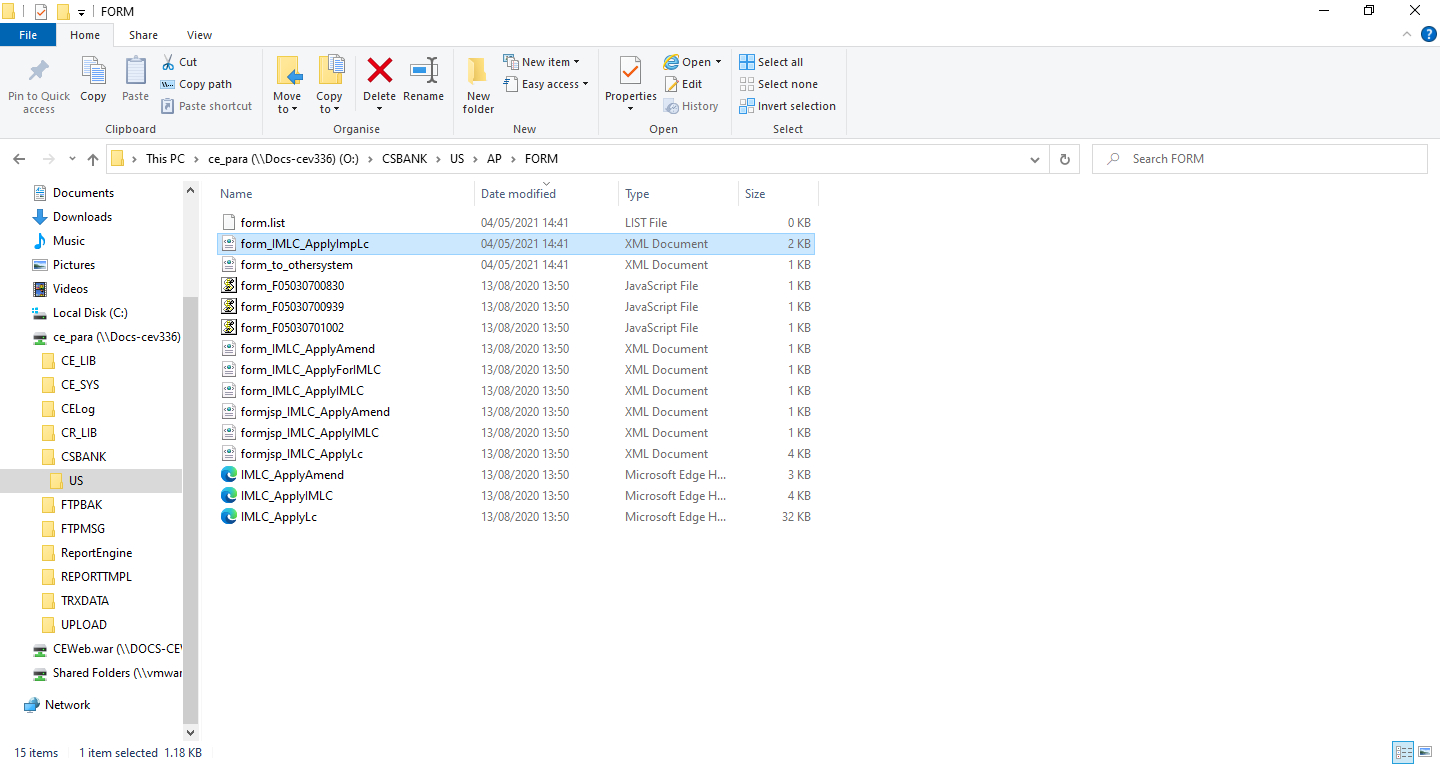 FORM
File Home Share View
?
Pin to Quick access
Copy
Paste
Cut
Copy path
Paste shortcut
Clipboard
Move to
Copy to
Delete
Rename
Organise
New folder
New item
Easy access
New
Properties
Open
Edit
History
Open
Select all
Select none
Invert selection
Select
This PC > ce_para (\\Docs-cev336) (O:) > CSBANK > US > AP > FORM
Search FORM
Documents
Downloads
Music
Pictures
Videos
Local Disk (C:)
ce_para (\\Docs-cev336)
CE_LIB
CE_SYS
CELog
CR_LIB
CSBANK
US
FTPBAK
FTPMSG
ReportEngine
REPORTTMPL
TRXDATA
UPLOAD
CEWeb.war (\\DOCS-CEV
Shared Folders (\\vmwar
Network
Name Date modified Type Size
form.list 04/05/2021 14:41 LIST File 0 KB
form_IMLC_ApplyImpLc 04/05/2021 14:41 XML Document 2 KB
form_to_othersystem 04/05/2021 14:41 XML Document 1 KB
form_F05030700830 13/08/2020 13:50 JavaScript File 1 KB
form_F05030700939 13/08/2020 13:50 JavaScript File 1 KB
form_F05030701002 13/08/2020 13:50 JavaScript File 1 KB
form_IMLC_ApplyAmend 13/08/2020 13:50 XML Document 1 KB
form_IMLC_ApplyForIMLC 13/08/2020 13:50 XML Document 1 KB
form_IMLC_ApplyIMLC 13/08/2020 13:50 XML Document 1 KB
formjsp_IMLC_ApplyAmend 13/08/2020 13:50 XML Document 1 KB
formjsp_IMLC_ApplyIMLC 13/08/2020 13:50 XML Document 1 KB
formjsp_IMLC_ApplyLc 13/08/2020 13:50 XML Document 4 KB
IMLC_ApplyAmend 13/08/2020 13:50 Microsoft Edge H... 3 KB
IMLC_ApplyIMLC 13/08/2020 13:50 Microsoft Edge H... 4 KB
IMLC_ApplyLc 13/08/2020 13:50 Microsoft Edge H... 32 KB
15 items 1 item selected 1.18 KB